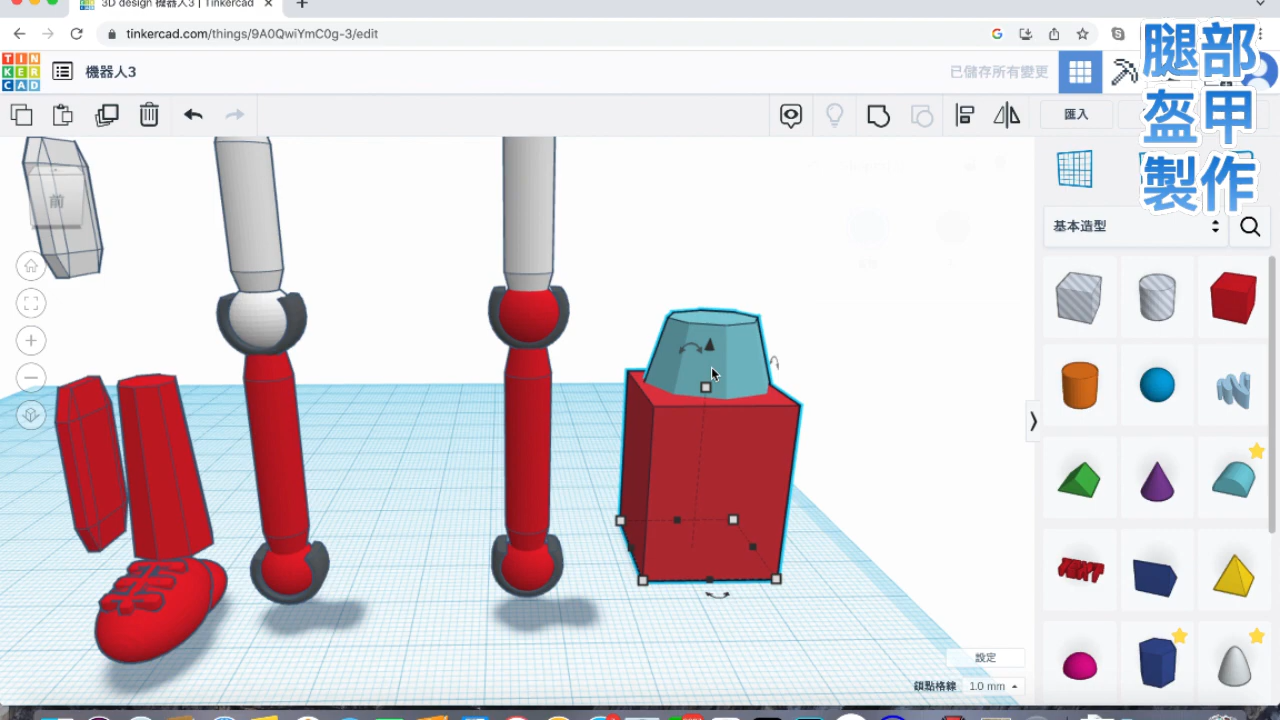 3D design 機器人3 | Tinkercad
tinkercad.com/things/9A0QwiYmC0g-3/edit
TIN
KER
CAD
機器人3
已儲存所有變更
腿部
盔甲
製作
匯入
前
基本造型
TEXT
設定
鎖點格線 1.0 mm